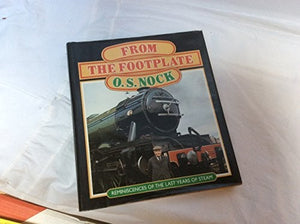 FROM
THE FOOTPLATE
O.S.NOCK
REMINISCENCES OF THE LAST YEARS OF STEAM